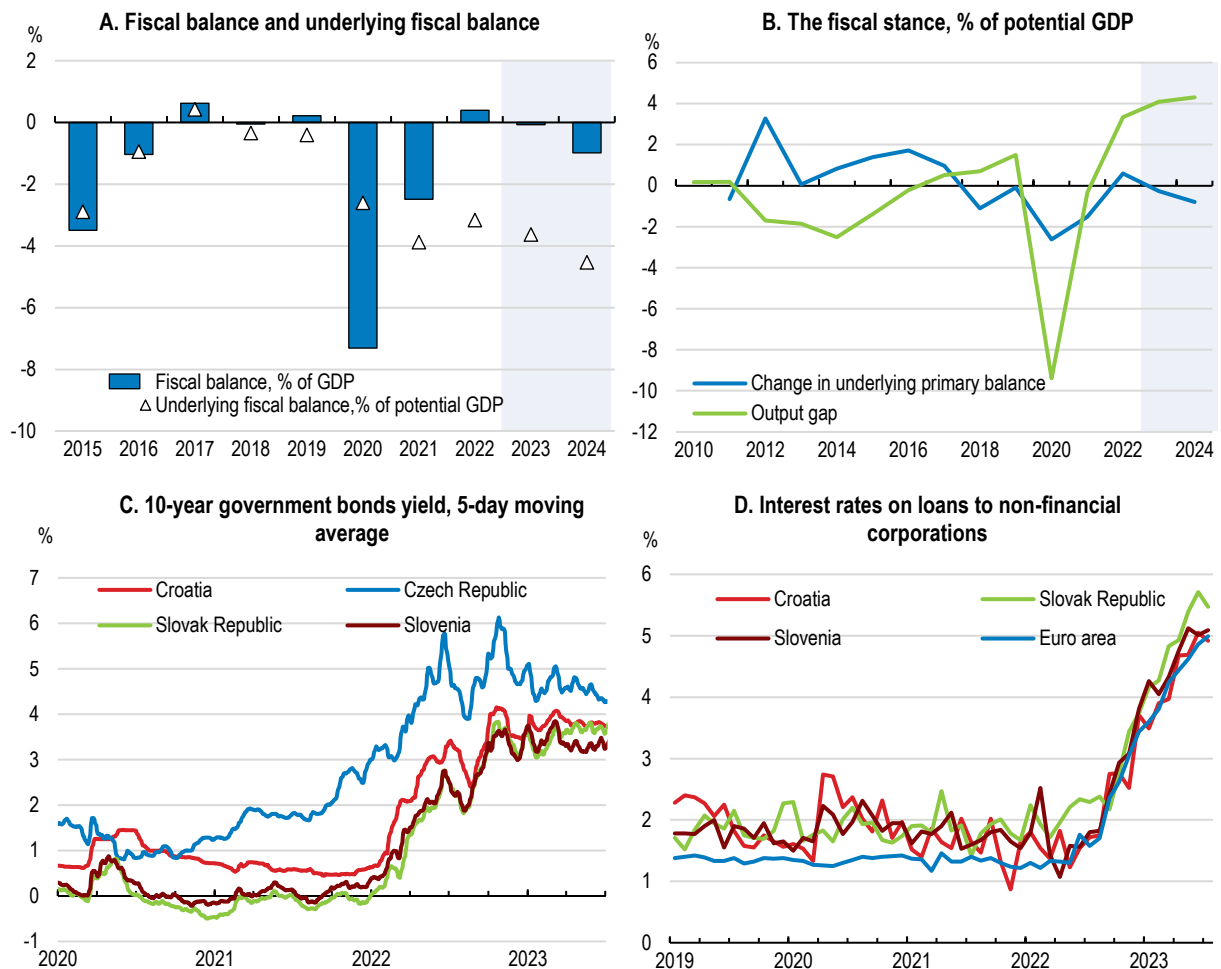 A. Fiscal balance and underlying fiscal balance
%
2
0
-2
-4
-6
-8
-10
Fiscal balance, % of GDP
Underlying fiscal balance,% of potential GDP
2015 2016 2017 2018 2019 2020 2021 2022 2023 2024
B. The fiscal stance, % of potential GDP
%
6
4
2
0
-2
-4
-6
-8
-10
-12
Change in underlying primary balance
Output gap
2010 2012 2014 2016 2018 2020 2022 2024
C. 10-year government bonds yield, 5-day moving
average
%
7
6
5
4
3
2
1
0
-1
Croatia Czech Republic
Slovak Republic Slovenia
2020 2021 2022 2023
D. Interest rates on loans to non-financial
corporations
%
6
5
4
3
2
1
0
Croatia Slovak Republic
Slovenia Euro area
2019 2020 2021 2022 2023